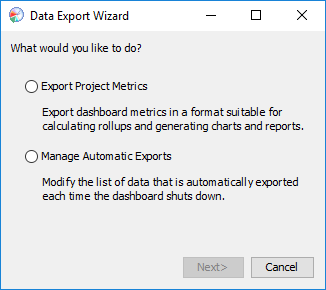 Data Export Wizard
What would you like to do?
Export Project Metrics
Export dashboard metrics in a format suitable for
calculating rollups and generating charts and reports.
Manage Automatic Exports
Modify the list of data that is automatically exported
each time the dashboard shuts down.
Next>
Cancel